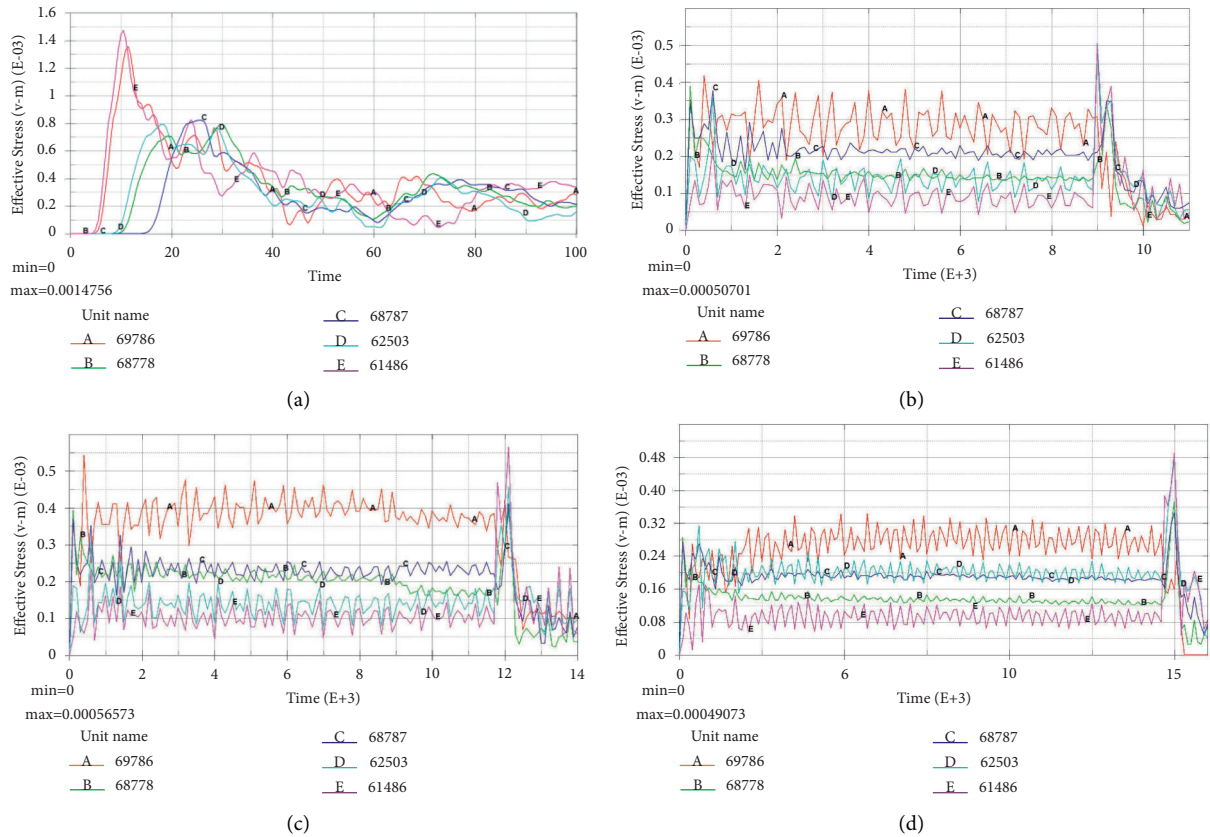 Effective Stress (v-m) (E-03)
1.6
1.4
1.2
1
0.8
0.6
0.4
0.2
0
0 20 40 60 80 100
Time
min=0
max=0.0014756
Unit name
A 69786
B 68778
C 68787
D 62503
E 61486
(a)
Effective Stress (v-m) (E-03)
0.5
0.4
0.3
0.2
0.1
0
0 2 4 6 8 10
Time (E+3)
min=0
max=0.00050701
Unit name
A 69786
B 68778
C 68787
D 62503
E 61486
(b)
Effective Stress (v-m) (E-03)
0.5
0.4
0.3
0.2
0.1
0
0 2 4 6 8 10 12 14
Time (E+3)
min=0
max=0.00056573
Unit name
A 69786
B 68778
C 68787
D 62503
E 61486
(c)
Effective Stress (v-m) (E-03)
0.48
0.40
0.32
0.24
0.16
0.08
0
0 6 10 15
Time (E+3)
min=0
max=0.00049073
Unit name
A 69786
B 68778
C 68787
D 62503
E 61486
(d)